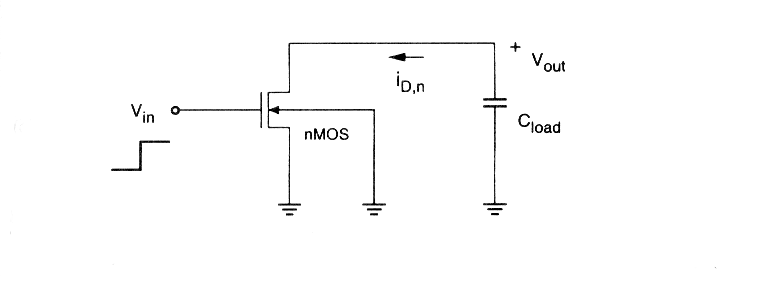 +
V_out
i_D,n
V_in
nMOS
C_load